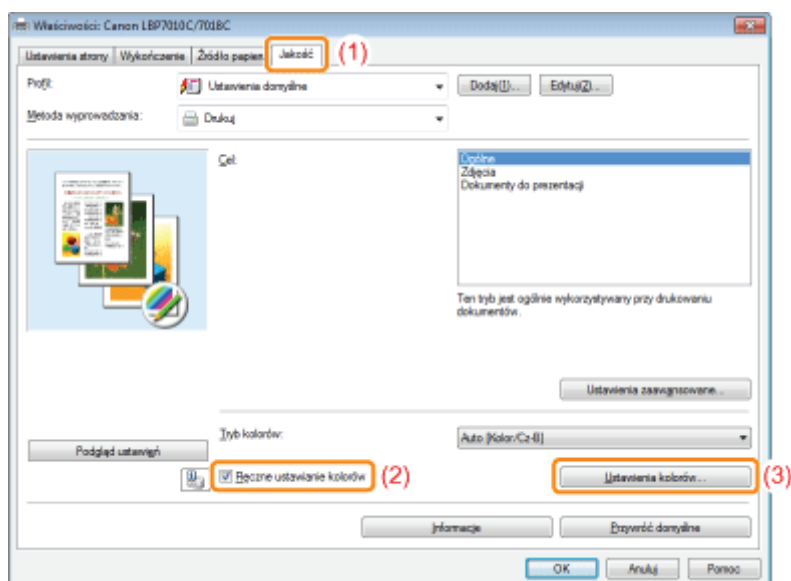 Właściwości: Canon LBP7010C/7018C
Ustawienia strony Wykończenie Źródło papieru Jakość (1)
Profil: Ustawienia domyślne Dodaj(1)... Edytuj(2)...
Metoda wyprowadzania: Drukuj
Cel: Ogólne
Zdjęcia
Dokumenty do prezentacji
Ten tryb jest ogólnie wykorzystywany przy drukowaniu
dokumentów.
Ustawienia zaawansowane...
Tryb kolorów: Auto [Kolor/Cz-B]
Podgląd ustawień
Ręczne ustawianie kolorów (2) Ustawienia kolorów... (3)
Informacje Przywróć domyślne
OK Anuluj Pomoc